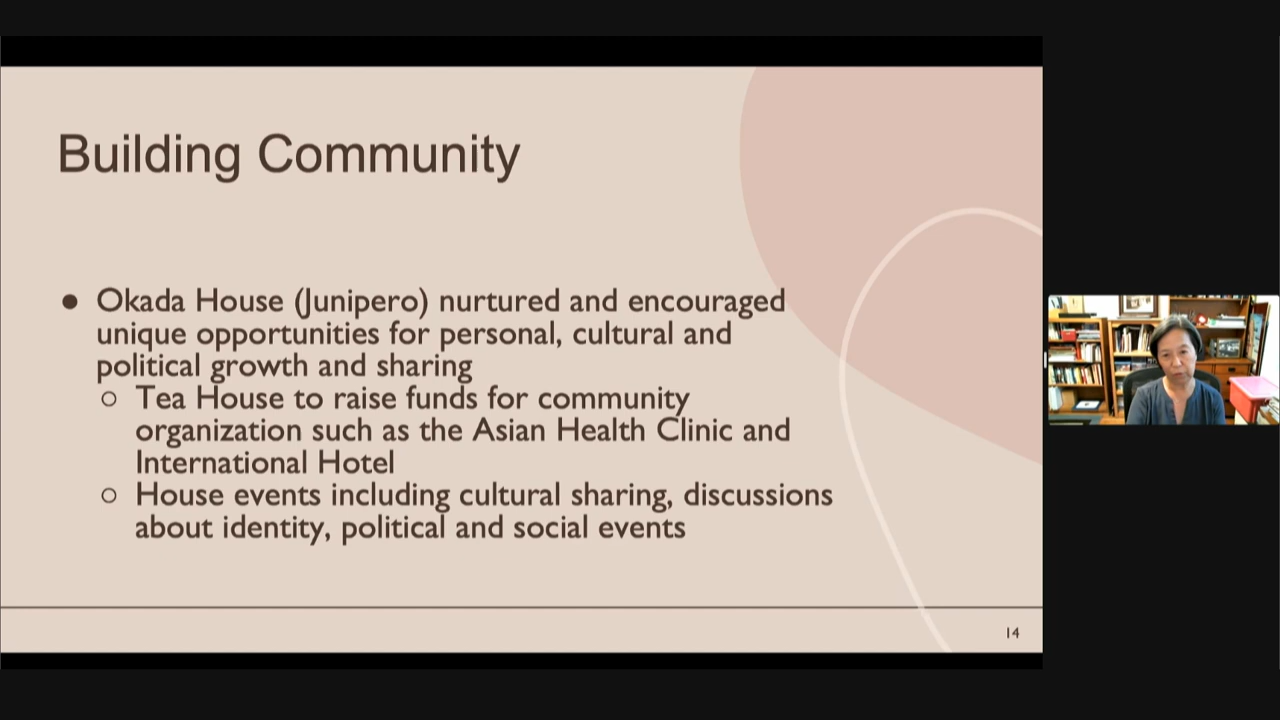 Building Community
● Okada House (Junipero) nurtured and encouraged
unique opportunities for personal, cultural and
political growth and sharing
○ Tea House to raise funds for community
organization such as the Asian Health Clinic and
International Hotel
○ House events including cultural sharing, discussions
about identity, political and social events
14